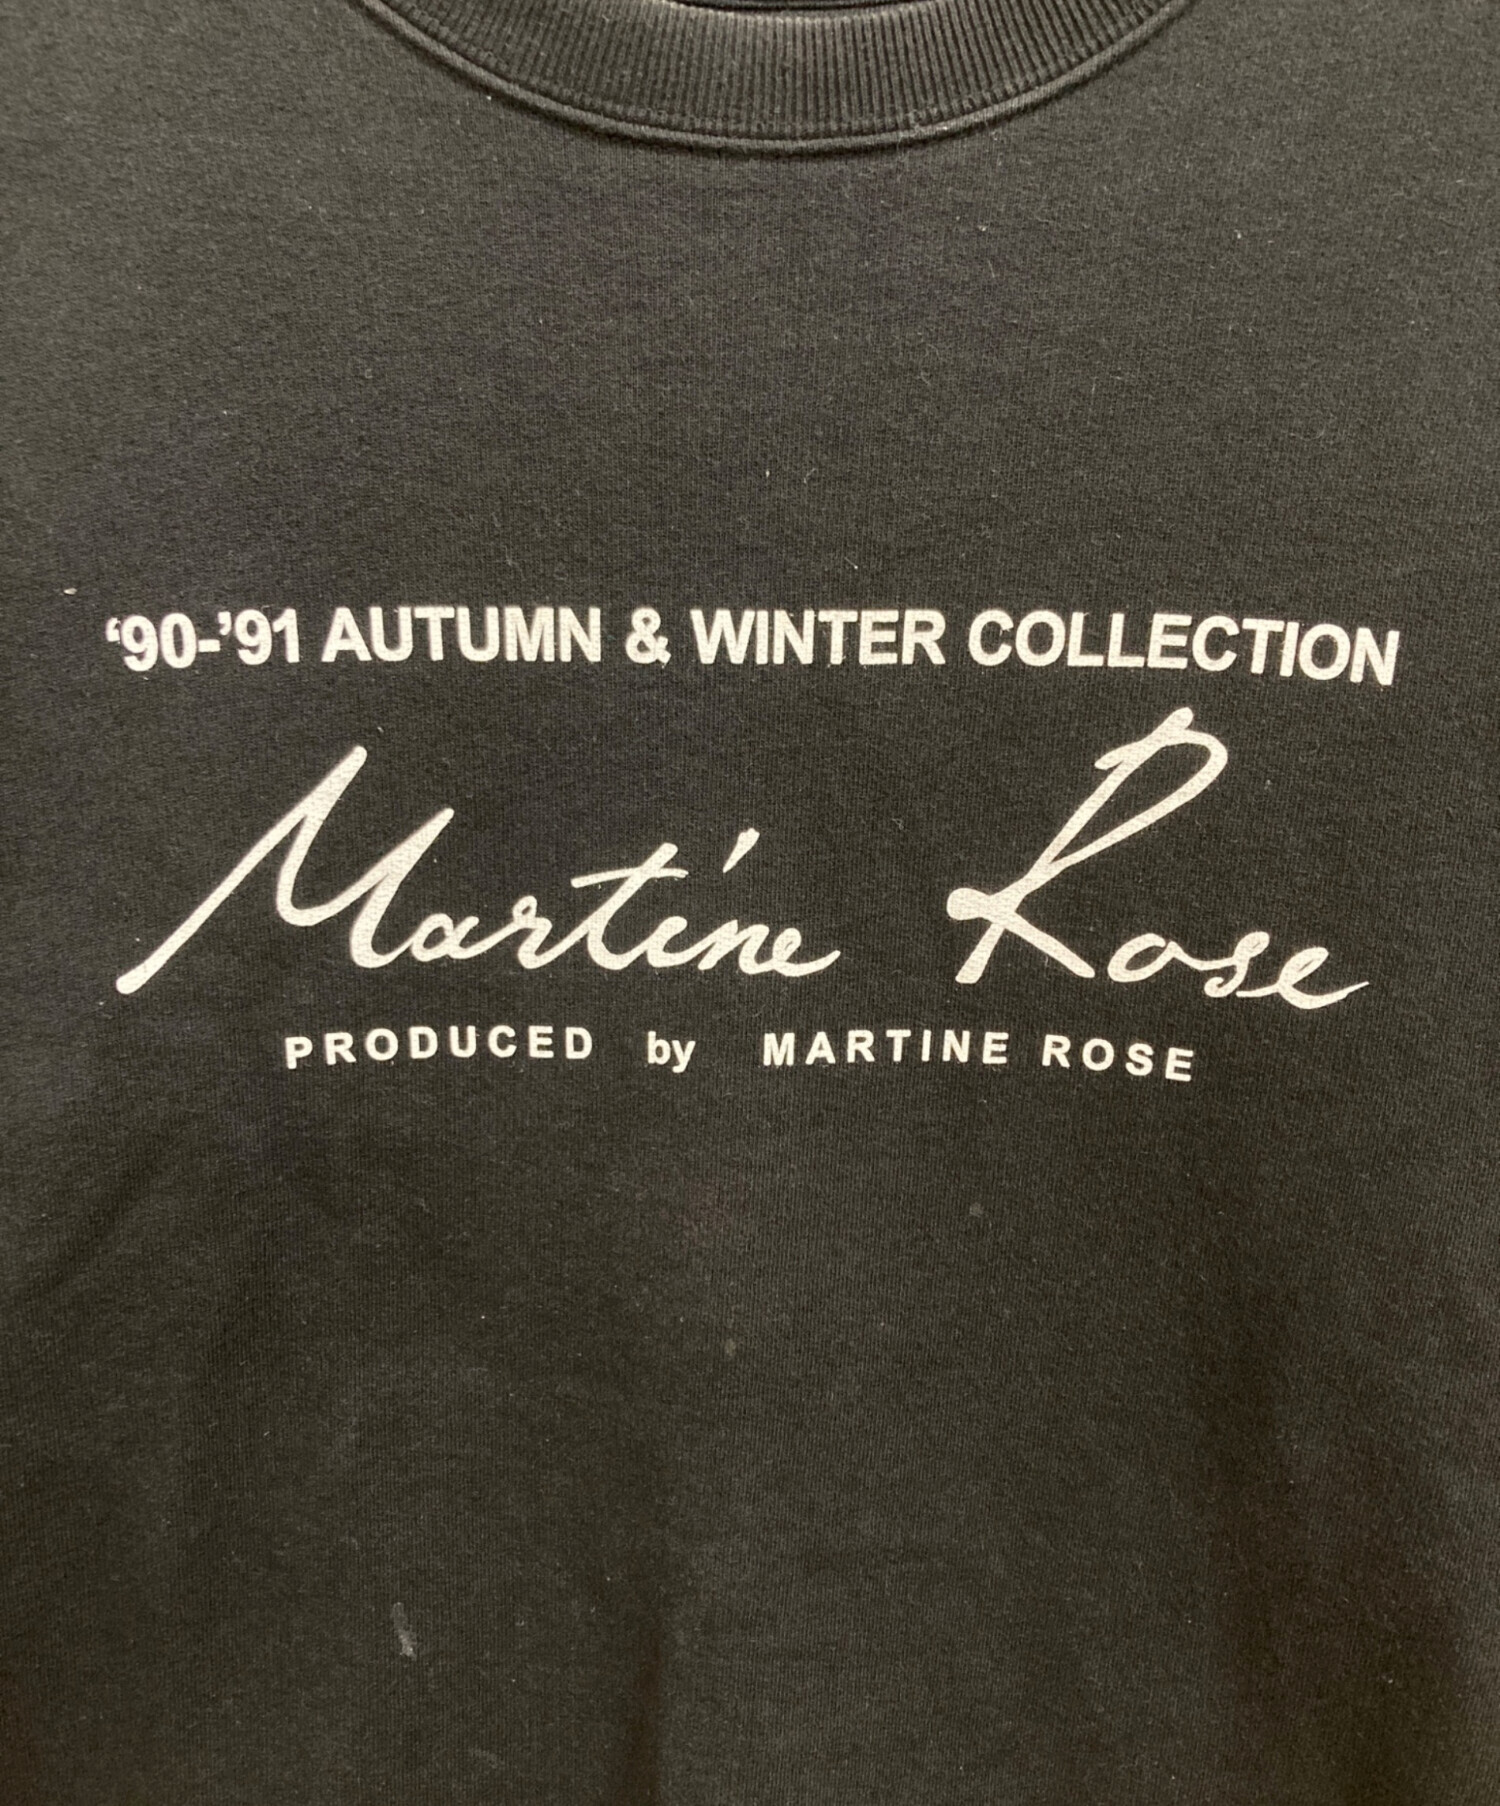 ‘90-’91 AUTUMN & WINTER COLLECTION
Martine Rose
PRODUCED by MARTINE ROSE